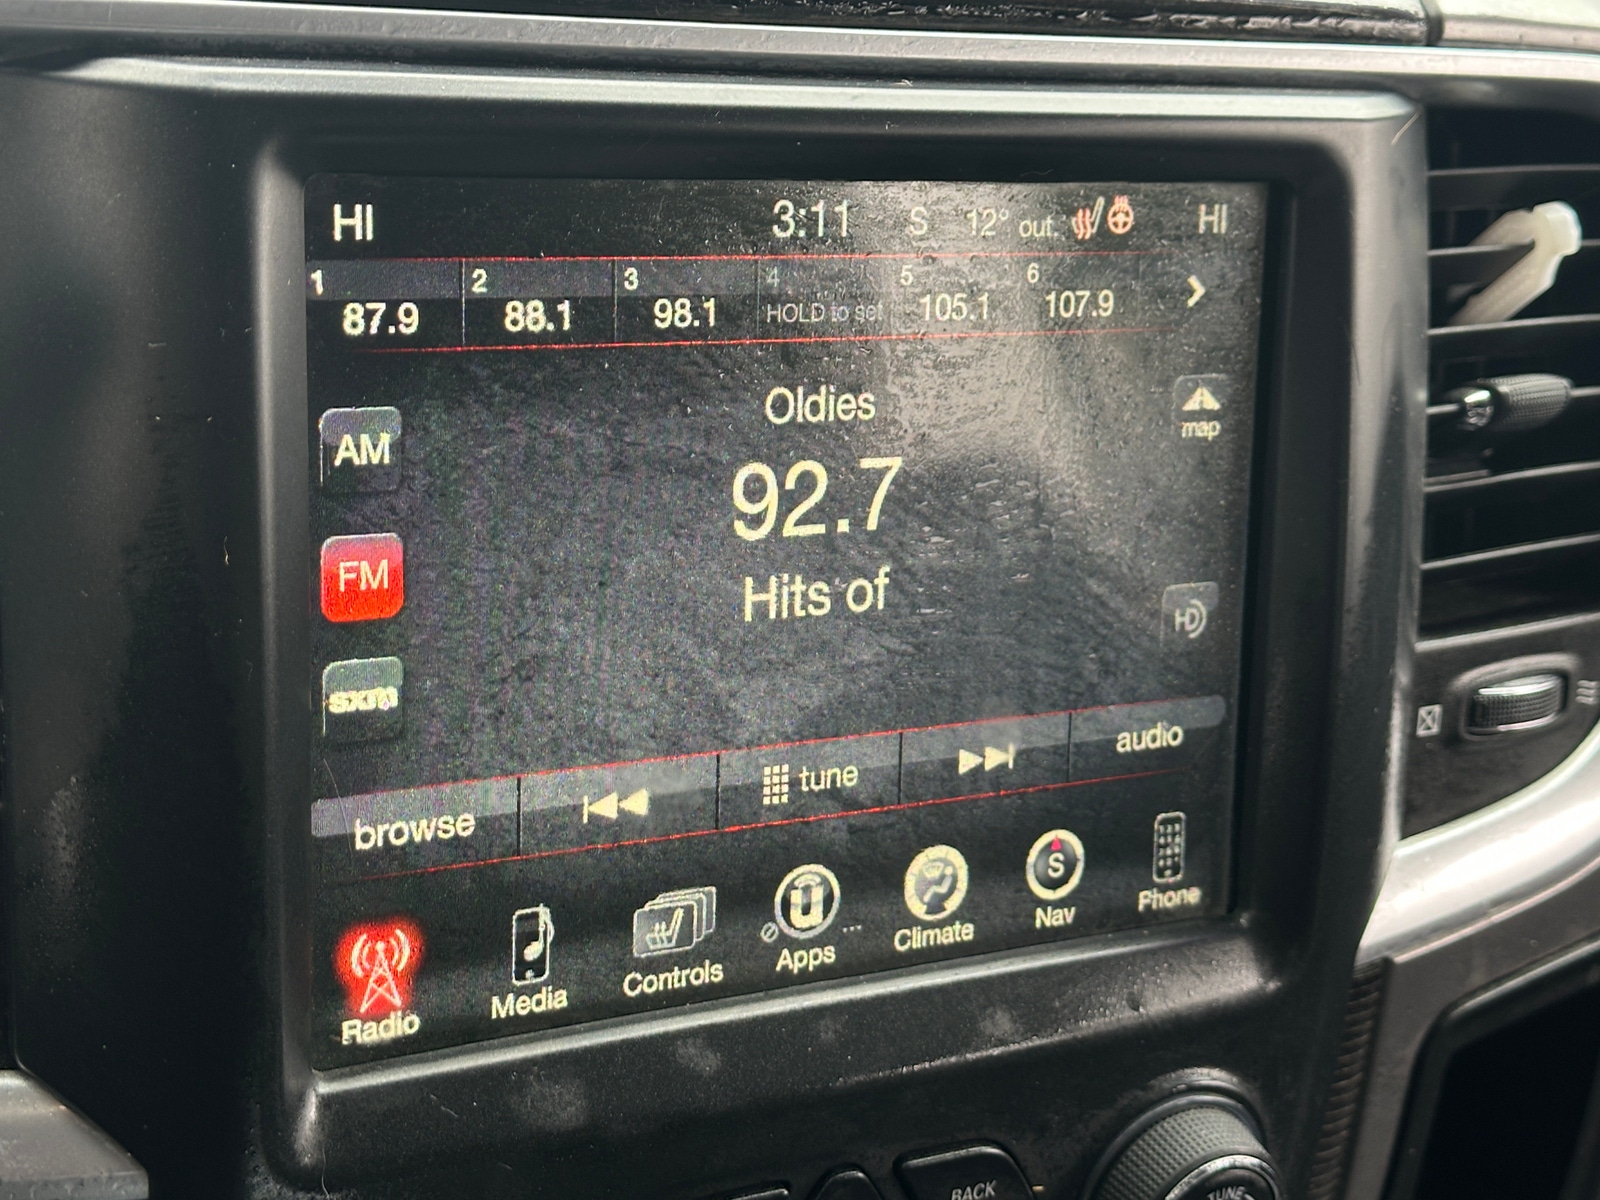 HI 3:11 S 12° out. HI
1 2 3 4 5 6
87.9 88.1 98.1 HOLD to set 105.1 107.9
Oldies
map
AM
92.7
FM
Hits of
HD
sxm
browse tune audio
Radio Media Controls Apps Climate S Nav Phone
BACK
TUNE